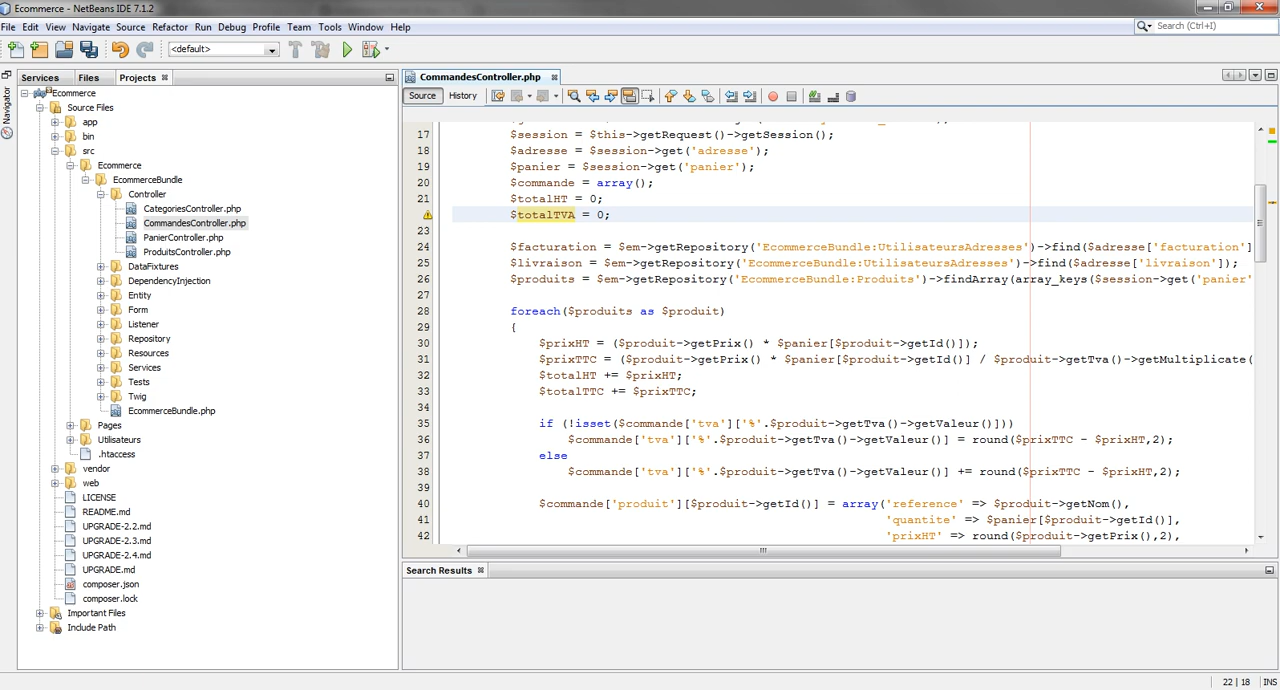 Ecommerce - NetBeans IDE 7.1.2
File Edit View Navigate Source Refactor Run Debug Profile Team Tools Window Help
Search (Ctrl+I)
<default>
Services Files Projects
CommandesController.php
Navigator
Source History
Ecommerce
Source Files
app
bin
src
Ecommerce
EcommerceBundle
Controller
CategoriesController.php
CommandesController.php
PanierController.php
ProduitsController.php
DataFixtures
DependencyInjection
Entity
Form
Listener
Repository
Resources
Services
Tests
Twig
EcommerceBundle.php
Pages
Utilisateurs
.htaccess
vendor
web
LICENSE
README.md
UPGRADE-2.2.md
UPGRADE-2.3.md
UPGRADE-2.4.md
UPGRADE.md
composer.json
composer.lock
Important Files
Include Path
17 $session = $this->getRequest()->getSession();
18 $adresse = $session->get('adresse');
19 $panier = $session->get('panier');
20 $commande = array();
21 $totalHT = 0;
22 $totalTVA = 0;
23
24 $facturation = $em->getRepository('EcommerceBundle:UtilisateursAdresses')->find($adresse['facturation']
25 $livraison = $em->getRepository('EcommerceBundle:UtilisateursAdresses')->find($adresse['livraison']);
26 $produits = $em->getRepository('EcommerceBundle:Produits')->findArray(array_keys($session->get('panier'
27
28 foreach($produits as $produit)
29 {
30 $prixHT = ($produit->getPrix() * $panier[$produit->getId()]);
31 $prixTTC = ($produit->getPrix() * $panier[$produit->getId()] / $produit->getTva()->getMultiplicate(
32 $totalHT += $prixHT;
33 $totalTTC += $prixTTC;
34
35 if (!isset($commande['tva']['%'.$produit->getTva()->getValeur()]))
36 $commande['tva']['%'.$produit->getTva()->getValeur()] = round($prixTTC - $prixHT,2);
37 else
38 $commande['tva']['%'.$produit->getTva()->getValeur()] += round($prixTTC - $prixHT,2);
39
40 $commande['produit'][$produit->getId()] = array('reference' => $produit->getNom(),
41 'quantite' => $panier[$produit->getId()],
42 'prixHT' => round($produit->getPrix(),2),
Search Results
22 | 18 INS